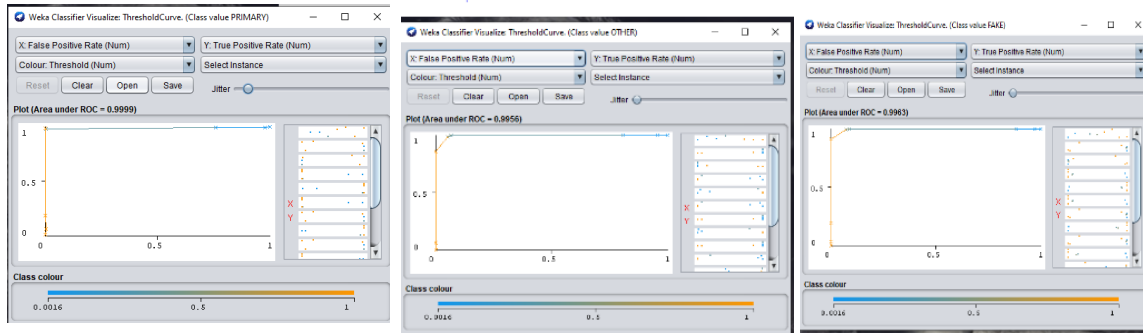 Weka Classifier Visualize: ThresholdCurve. (Class value PRIMARY)
X: False Positive Rate (Num)
Y: True Positive Rate (Num)
Colour: Threshold (Num)
Select Instance
Reset
Clear
Open
Save
Jitter
Plot (Area under ROC = 0.9999)
1
0.5
0
0
0.5
1
X
Y
Class colour
0.0016
0.5
1
Weka Classifier Visualize: ThresholdCurve. (Class value OTHER)
X: False Positive Rate (Num)
Y: True Positive Rate (Num)
Colour: Threshold (Num)
Select Instance
Reset
Clear
Open
Save
Jitter
Plot (Area under ROC = 0.9956)
1
0.5
0
0
0.5
1
X
Y
Class colour
0.0016
0.5
1
Weka Classifier Visualize: ThresholdCurve. (Class value FAKE)
X: False Positive Rate (Num)
Y: True Positive Rate (Num)
Colour: Threshold (Num)
Select Instance
Reset
Clear
Open
Save
Jitter
Plot (Area under ROC = 0.9963)
1
0.5
0
0
0.5
1
X
Y
Class colour
0.0016
0.5
1